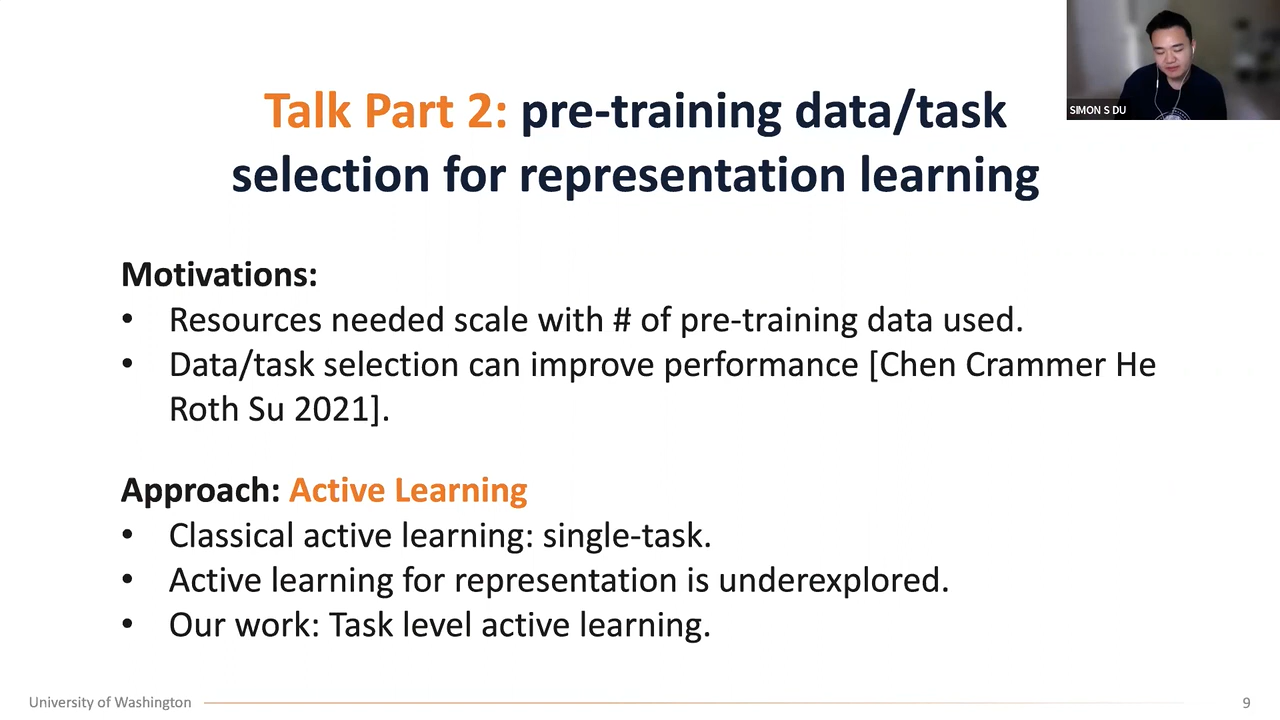 Talk Part 2: pre-training data/task
selection for representation learning
SIMON S DU
Motivations:
• Resources needed scale with # of pre-training data used.
• Data/task selection can improve performance [Chen Crammer He
Roth Su 2021].
Approach: Active Learning
• Classical active learning: single-task.
• Active learning for representation is underexplored.
• Our work: Task level active learning.
University of Washington
9